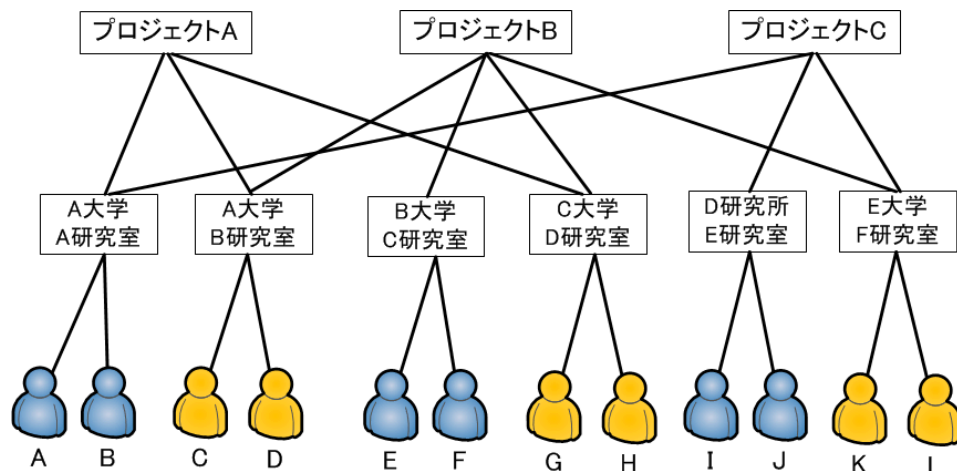 プロジェクトA
プロジェクトB
プロジェクトC
A大学
A研究室
A大学
B研究室
B大学
C研究室
C大学
D研究室
D研究所
E研究室
E大学
F研究室
A
B
C
D
E
F
G
H
I
J
K
L